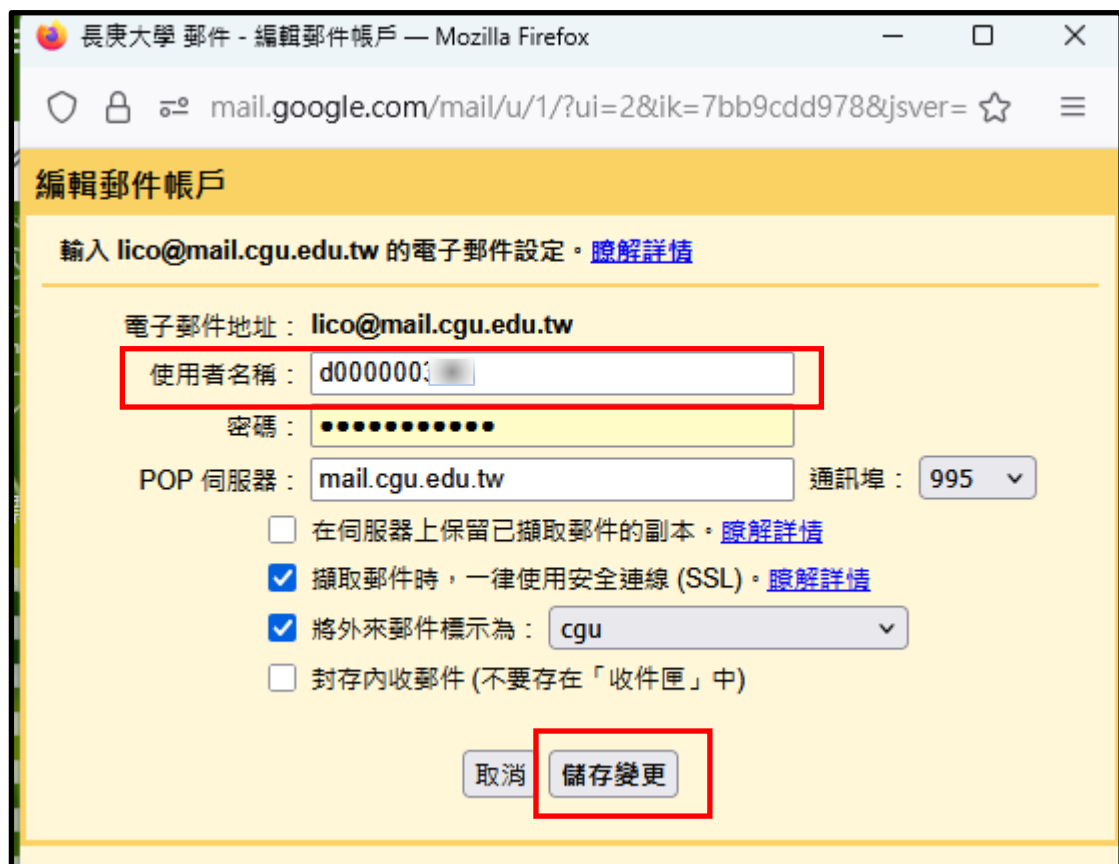 長庚大學 郵件 - 編輯郵件帳戶 — Mozilla Firefox
mail.google.com/mail/u/1/?ui=2&ik=7bb9cdd978&jsver=
編輯郵件帳戶
輸入 lico@mail.cgu.edu.tw 的電子郵件設定。瞭解詳情
電子郵件地址： lico@mail.cgu.edu.tw
使用者名稱： d0000003
密碼： •••••••••••
POP 伺服器： mail.cgu.edu.tw 通訊埠： 995
在伺服器上保留已擷取郵件的副本。瞭解詳情
擷取郵件時，一律使用安全連線 (SSL)。瞭解詳情
將外來郵件標示為： cgu
封存內收郵件 (不要存在「收件匣」中)
取消 儲存變更